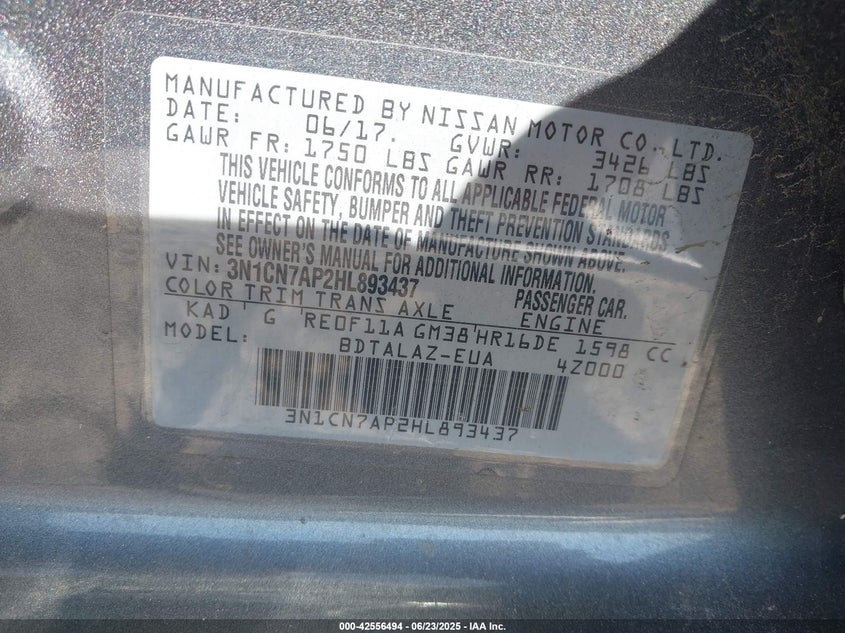 MANUFACTURED BY NISSAN MOTOR CO., LTD.
DATE: 06/17. GVWR: 3426 LBS
GAWR FR: 1750 LBS GAWR RR: 1708 LBS
THIS VEHICLE CONFORMS TO ALL APPLICABLE FEDERAL MOTOR
VEHICLE SAFETY, BUMPER AND THEFT PREVENTION STANDARDS
IN EFFECT ON THE DATE OF MANUFACTURE SHOWN ABOVE.
SEE OWNER'S MANUAL FOR ADDITIONAL INFORMATION.
VIN: 3N1CN7AP2HL893437 PASSENGER CAR.
COLOR TRIM TRANS AXLE ENGINE
KAD G RE0F11A GM38 HR16DE 1598 CC
MODEL: BDTALAZ-EUA 4Z000
3N1CN7AP2HL893437
000-42556494 - 06/23/2025 - IAA Inc.